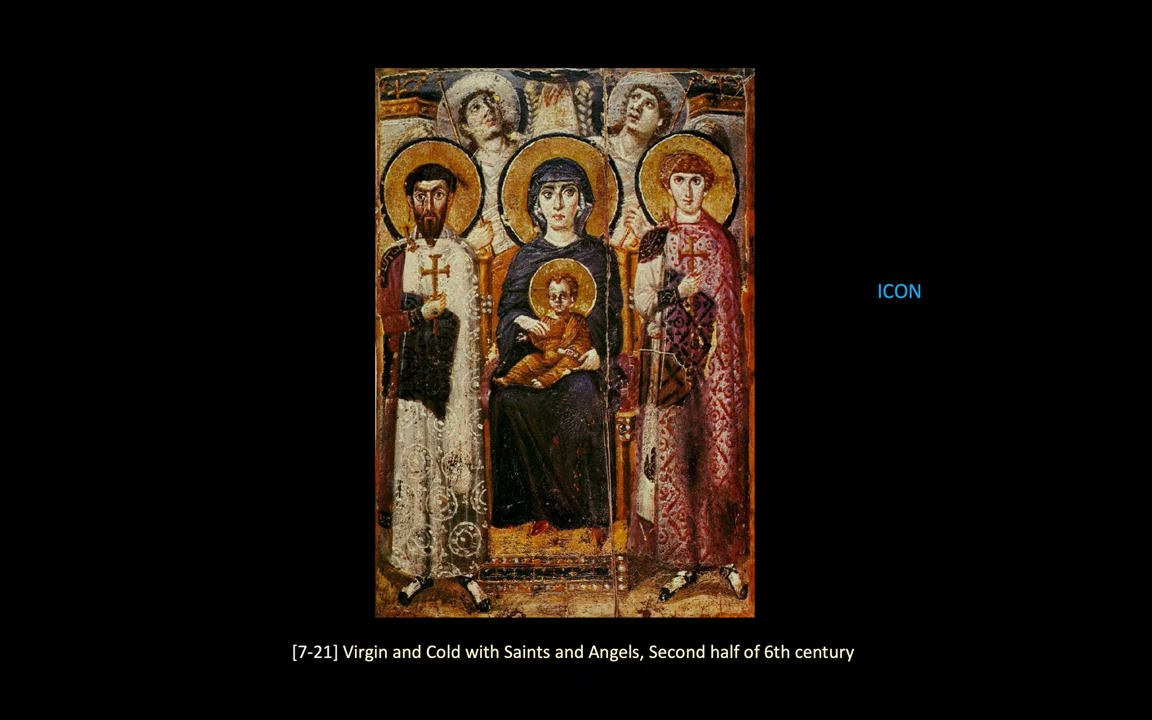 ICON
[7-21] Virgin and Cold with Saints and Angels, Second half of 6th century